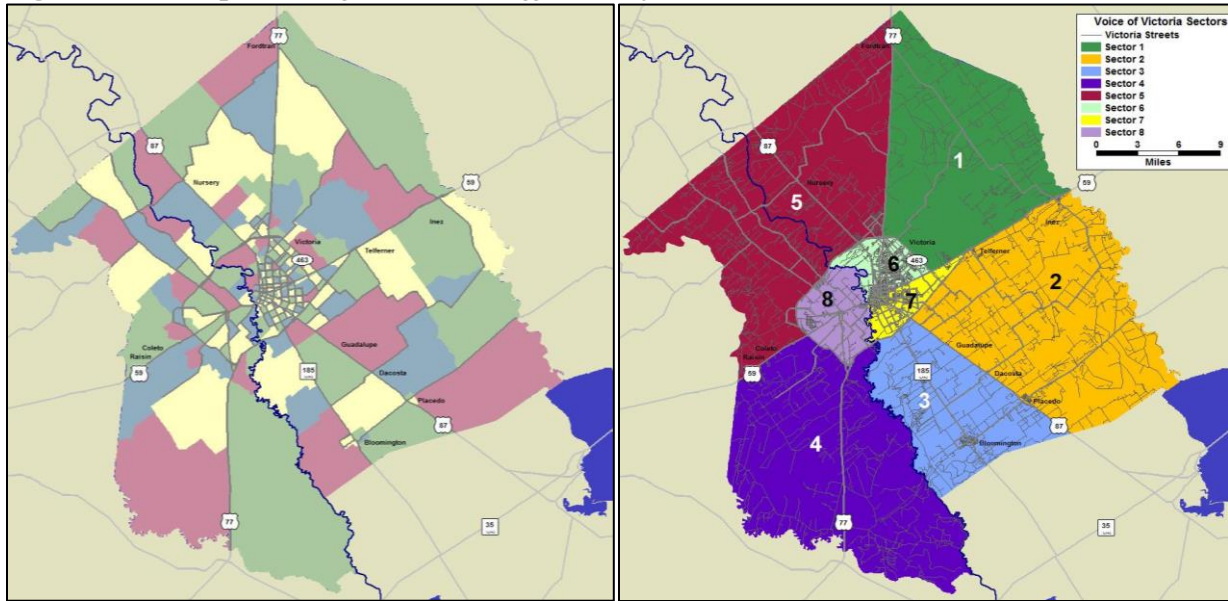 77
Fordtran
87
Nursery
59
Inez
Victoria
Telferner
463
Guadalupe
Coleto
Raisin
59
185
Dacosta
Placedo
87
Bloomington
77
35
Voice of Victoria Sectors
Victoria Streets
Sector 1
Sector 2
Sector 3
Sector 4
Sector 5
Sector 6
Sector 7
Sector 8
0 3 6 9
Miles
77
Fordtran
87
1
Nursery
59
5
Inez
Victoria
Telferner
463
6
2
8
7
Guadalupe
Coleto
Raisin
59
185
Dacosta
3
Placedo
87
4
Bloomington
77
35